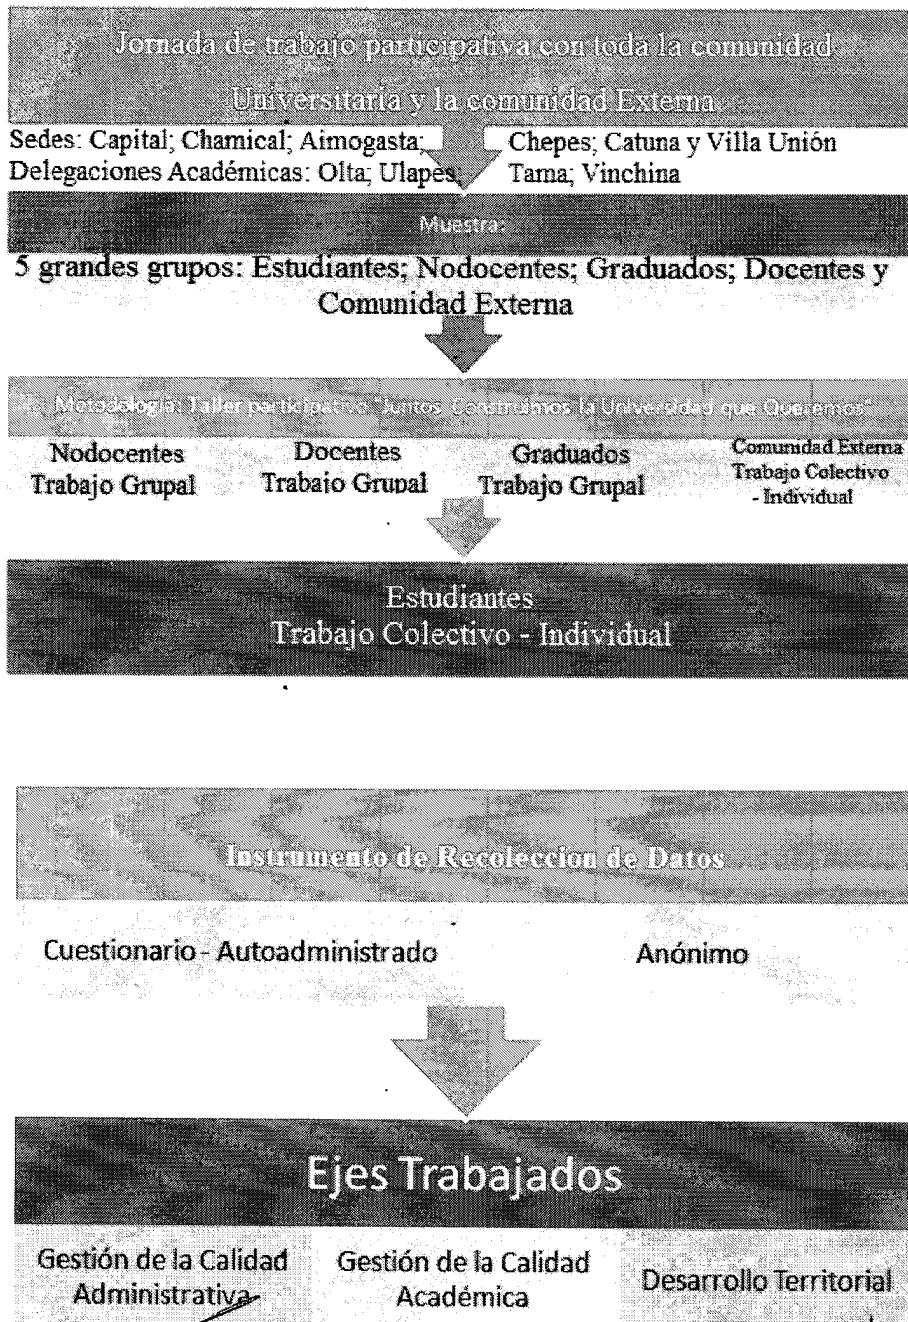 Jornada de trabajo participativa con toda la comunidad
Universitaria y la comunidad Externa
Sedes: Capital; Chamical; Aimogasta; Chepes; Catuna y Villa Unión
Delegaciones Académicas: Olta; Ulapes; Tama; Vinchina
Muestra:
5 grandes grupos: Estudiantes; Nodocentes; Graduados; Docentes y
Comunidad Externa
Metodología: Taller participativo "Juntos Construimos la Universidad que Queremos"
Nodocentes
Trabajo Grupal
Docentes
Trabajo Grupal
Graduados
Trabajo Grupal
Comunidad Externa
Trabajo Colectivo
- Individual
Estudiantes
Trabajo Colectivo - Individual
Instrumento de Recoleccion de Datos
Cuestionario - Autoadministrado
Anónimo
Ejes Trabajados
Gestión de la Calidad
Administrativa
Gestión de la Calidad
Académica
Desarrollo Territorial